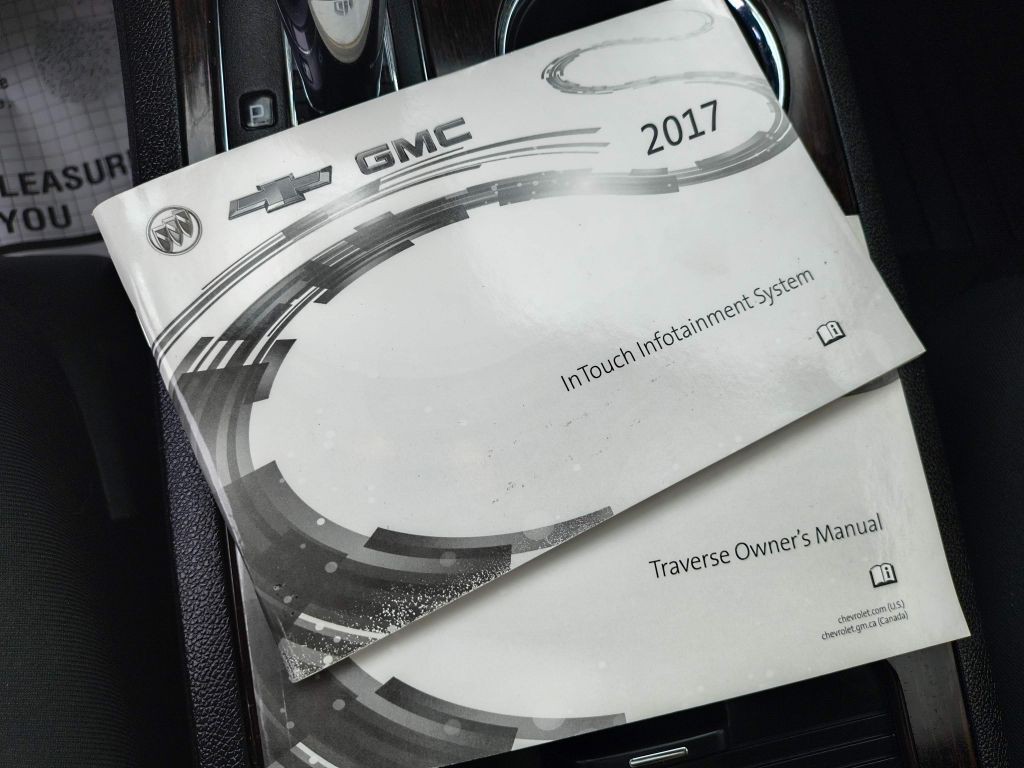 P
LEASUR
YOU
GMC
2017
InTouch Infotainment System
Traverse Owner's Manual
chevrolet.com (U.S.)
chevrolet.gm.ca (Canada)